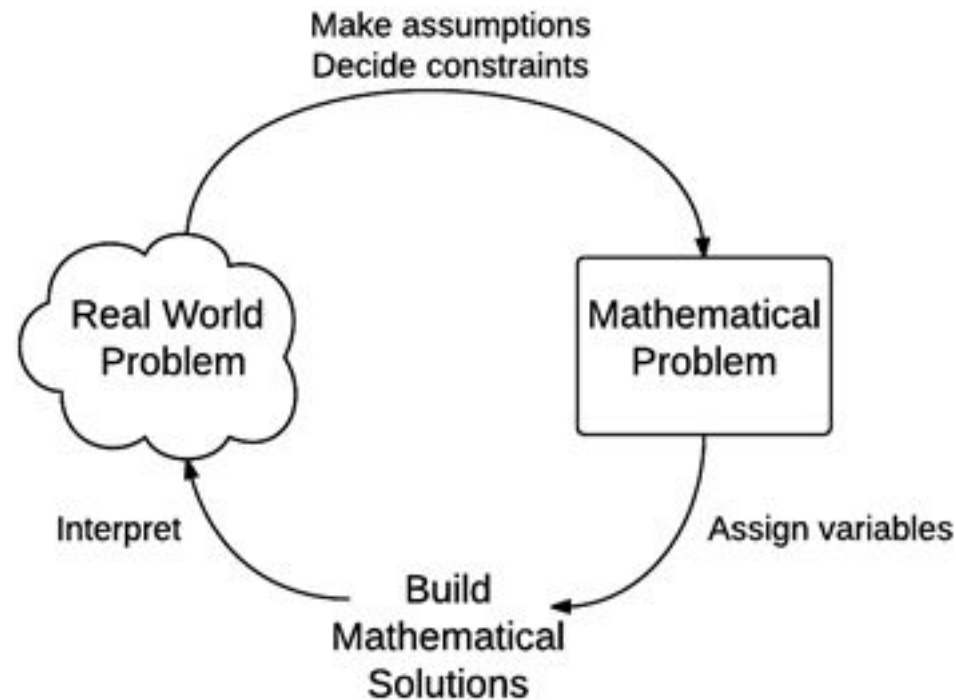 Make assumptions
Decide constraints
Real World
Problem
Mathematical
Problem
Interpret
Assign variables
Build
Mathematical
Solutions